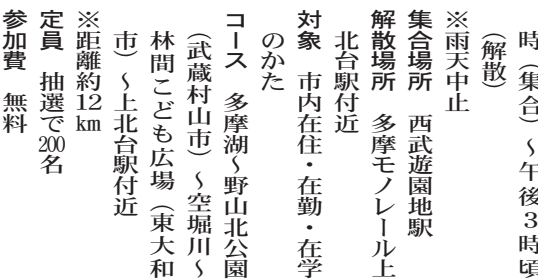 時（集合）～午後３時頃
（解散）
※雨天中止
集合場所　西武遊園地駅
解散場所　多摩モノレール上
北台駅付近
対象　市内在住・在勤・在学
のかた
コース　多摩湖～野山北公園
（武蔵村山市）～空堀川～
林間こども広場（東大和
市）～上北台駅付近
※距離約12㎞
定員　抽選で200名
参加費　無料